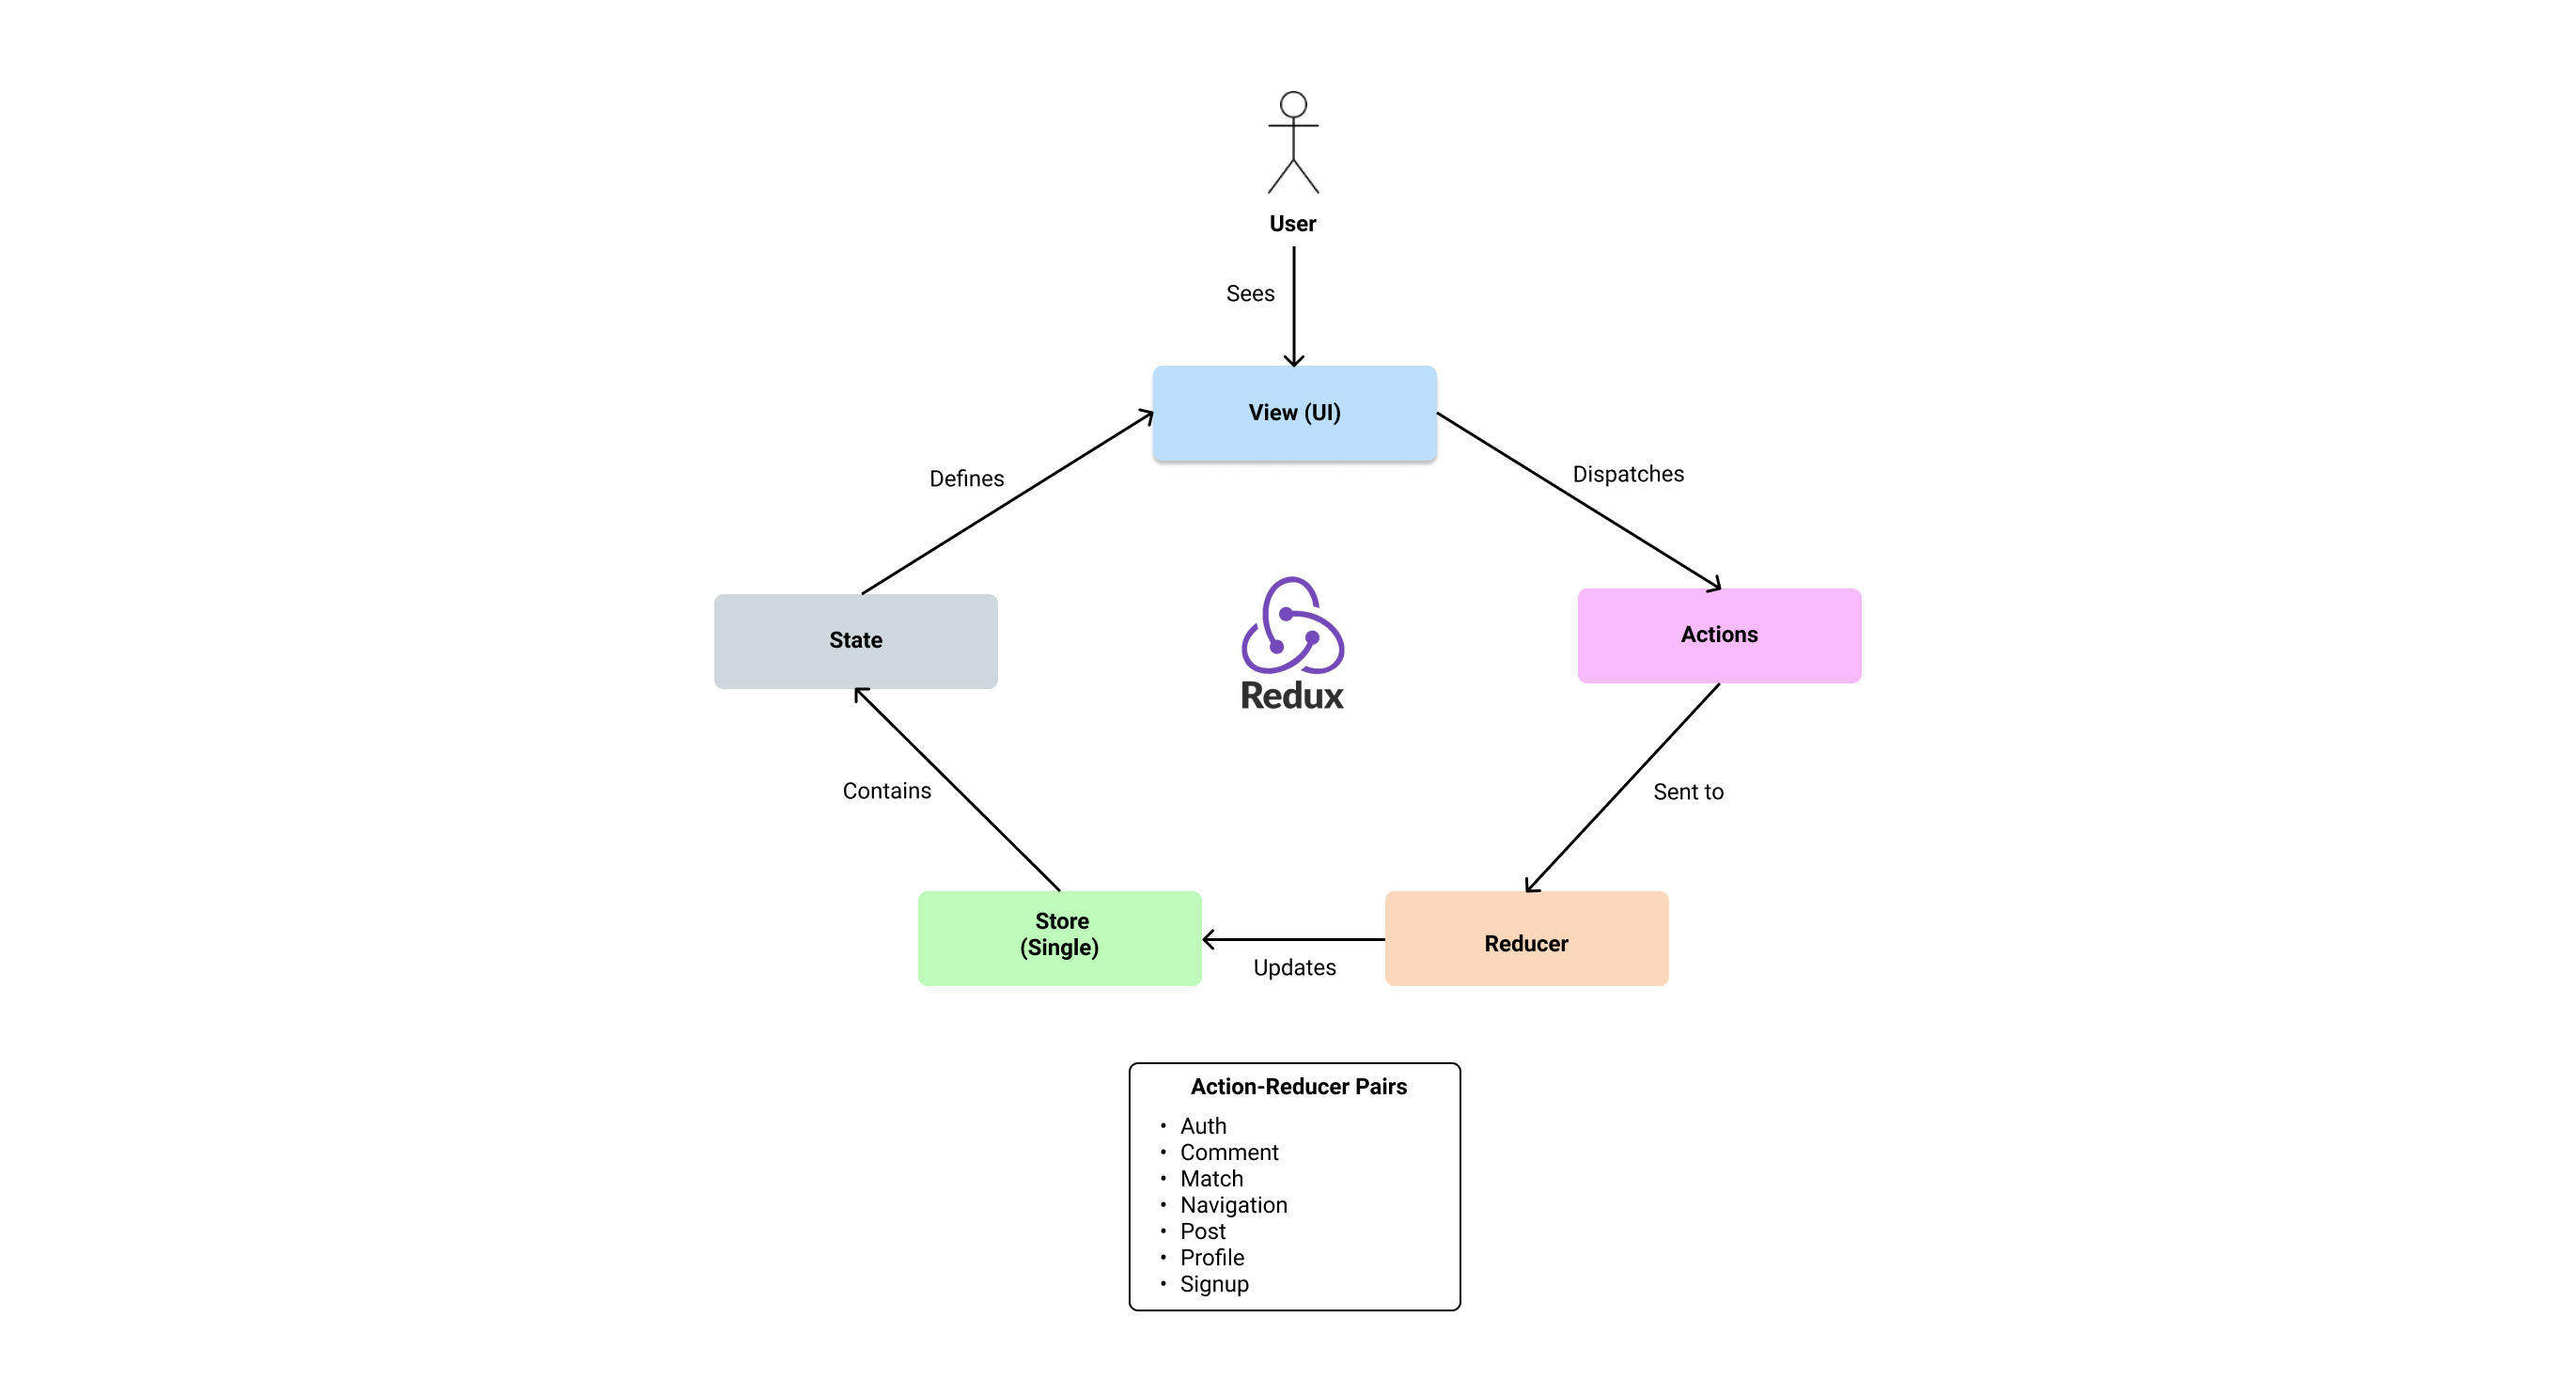 User
Sees
View (UI)
Defines
Dispatches
State
Actions
Redux
Contains
Sent to
Store
(Single)
Reducer
Updates
Action-Reducer Pairs
• Auth
• Comment
• Match
• Navigation
• Post
• Profile
• Signup